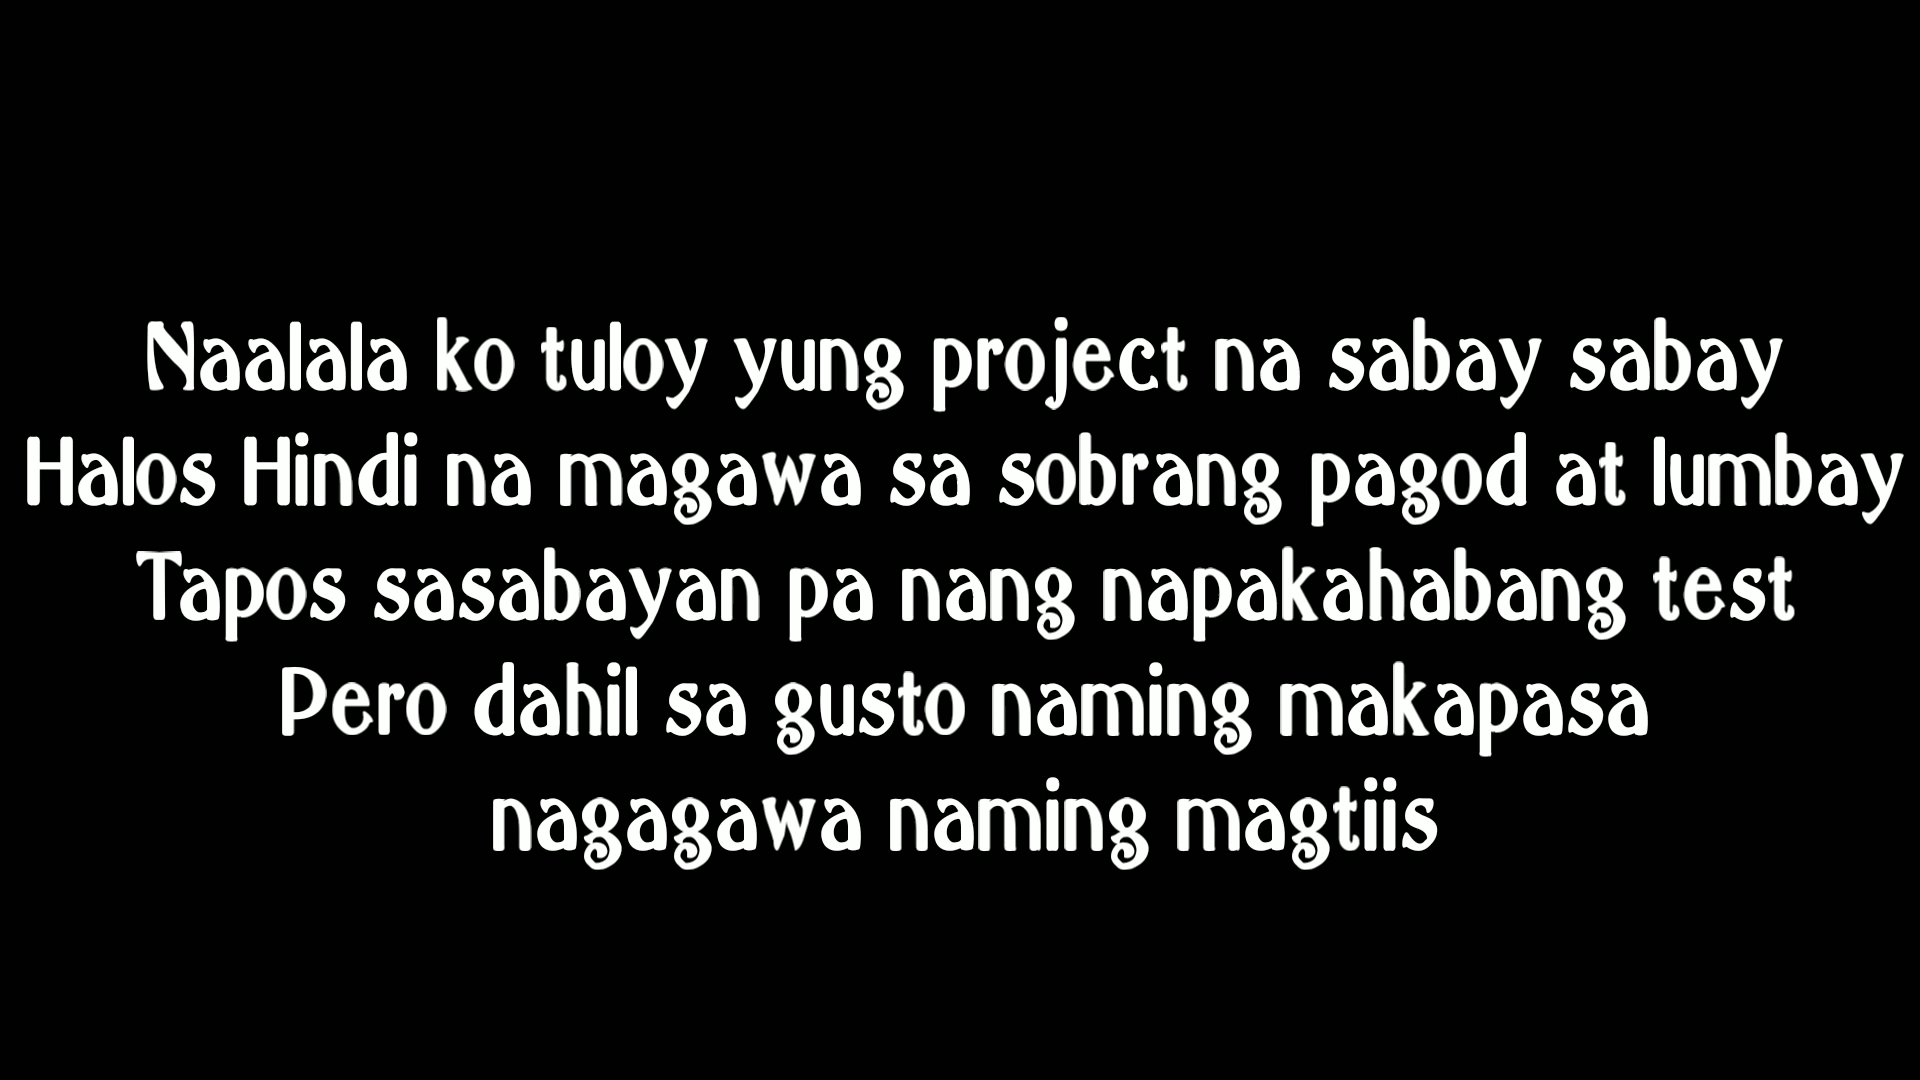 Naalala ko tuloy yung project na sabay sabay
Halos Hindi na magawa sa sobrang pagod at lumbay
Tapos sasabayan pa nang napakahabang test
Pero dahil sa gusto naming makapasa
nagagawa naming magtiis